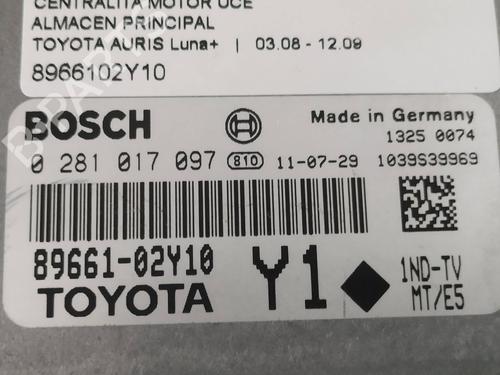 CENTRALITA MOTOR UCE
ALMACEN PRINCIPAL
TOYOTA AURIS Luna+ | 03.08 - 12.09
8966102Y10
BOSCH
Made in Germany
1325 0074
0 281 017 097 810 11-07-29 1039S39969
89661-02Y10
TOYOTA
Y1
1ND-TV
MT/E5